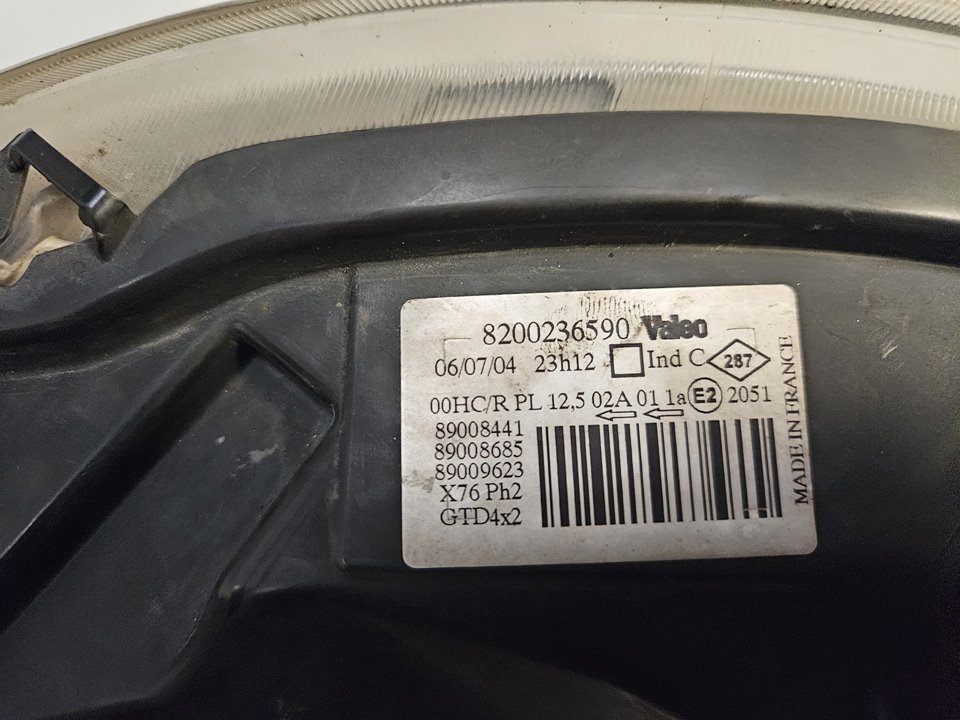 8200236590 Valeo
06/07/04 23h12 Ind C 287
00HC/R PL 12,5 02A 01 1a E2 2051
89008441
89008685
89009623
X76 Ph2
GTD4x2
MADE IN FRANCE